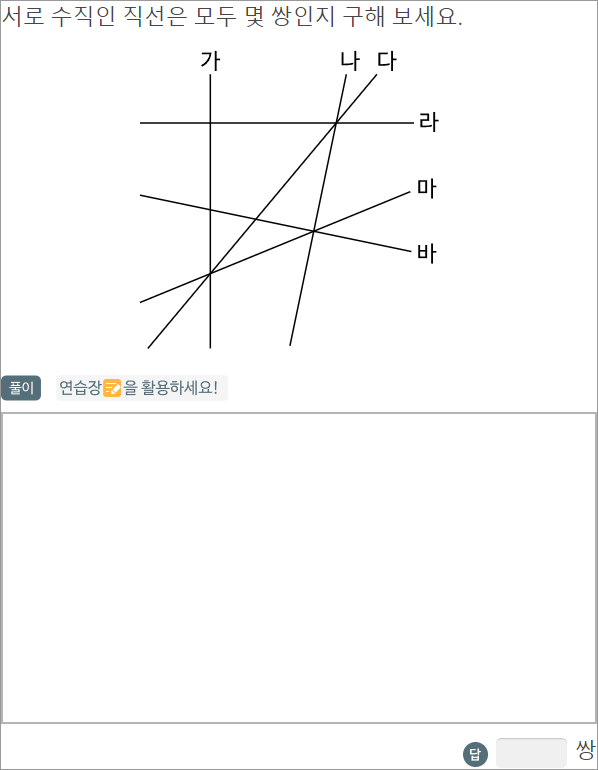 서로 수직인 직선은 모두 몇 쌍인지 구해 보세요.
가 나 다
라
마
바
풀이 연습장을 활용하세요!
답 쌍